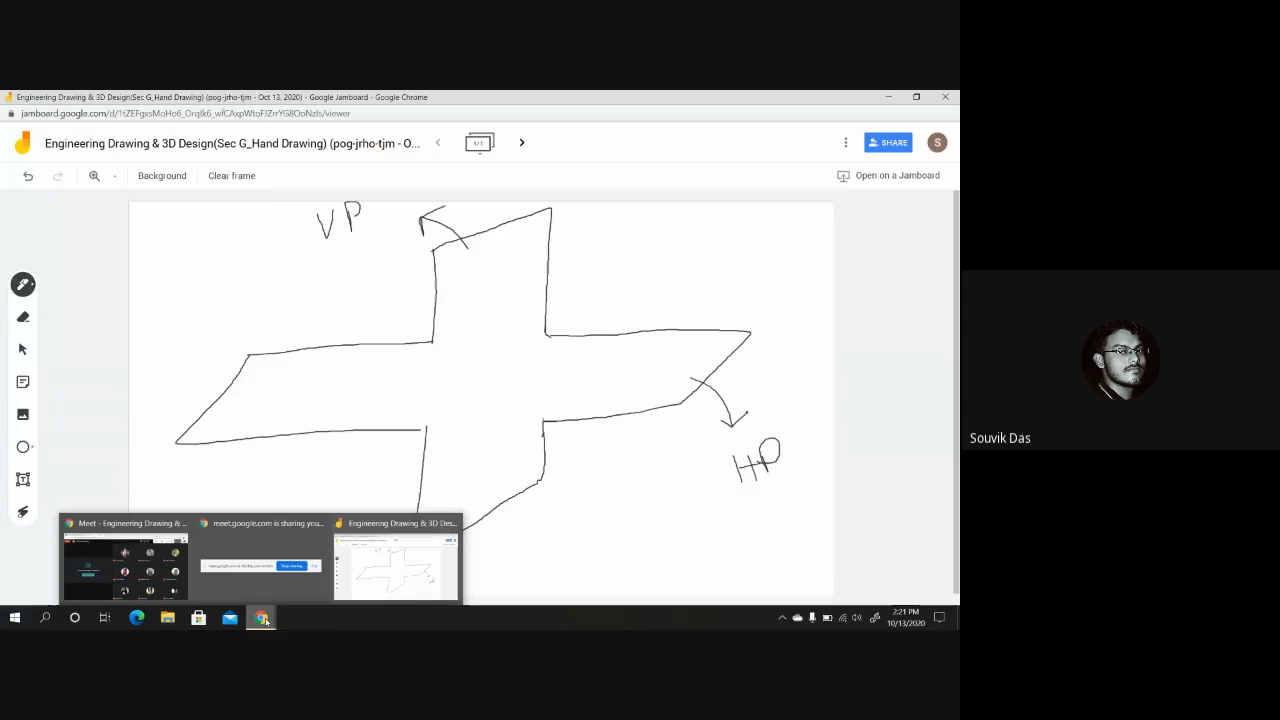 Engineering Drawing & 3D Design(Sec G_Hand Drawing) (pog-jrho-tjm - Oct 13, 2020) - Google Jamboard - Google Chrome
Engineering Drawing & 3D Design(Sec G_Hand Drawing) (pog-jrho-tjm - O...
1/1
SHARE
S
Background
Clear frame
Open on a Jamboard
VP
HP
Souvik Das
Meet - Engineering Drawing & ...
meet.google.com is sharing you...
Engineering Drawing & 3D Des...
Stop sharing
2:21 PM
10/13/2020